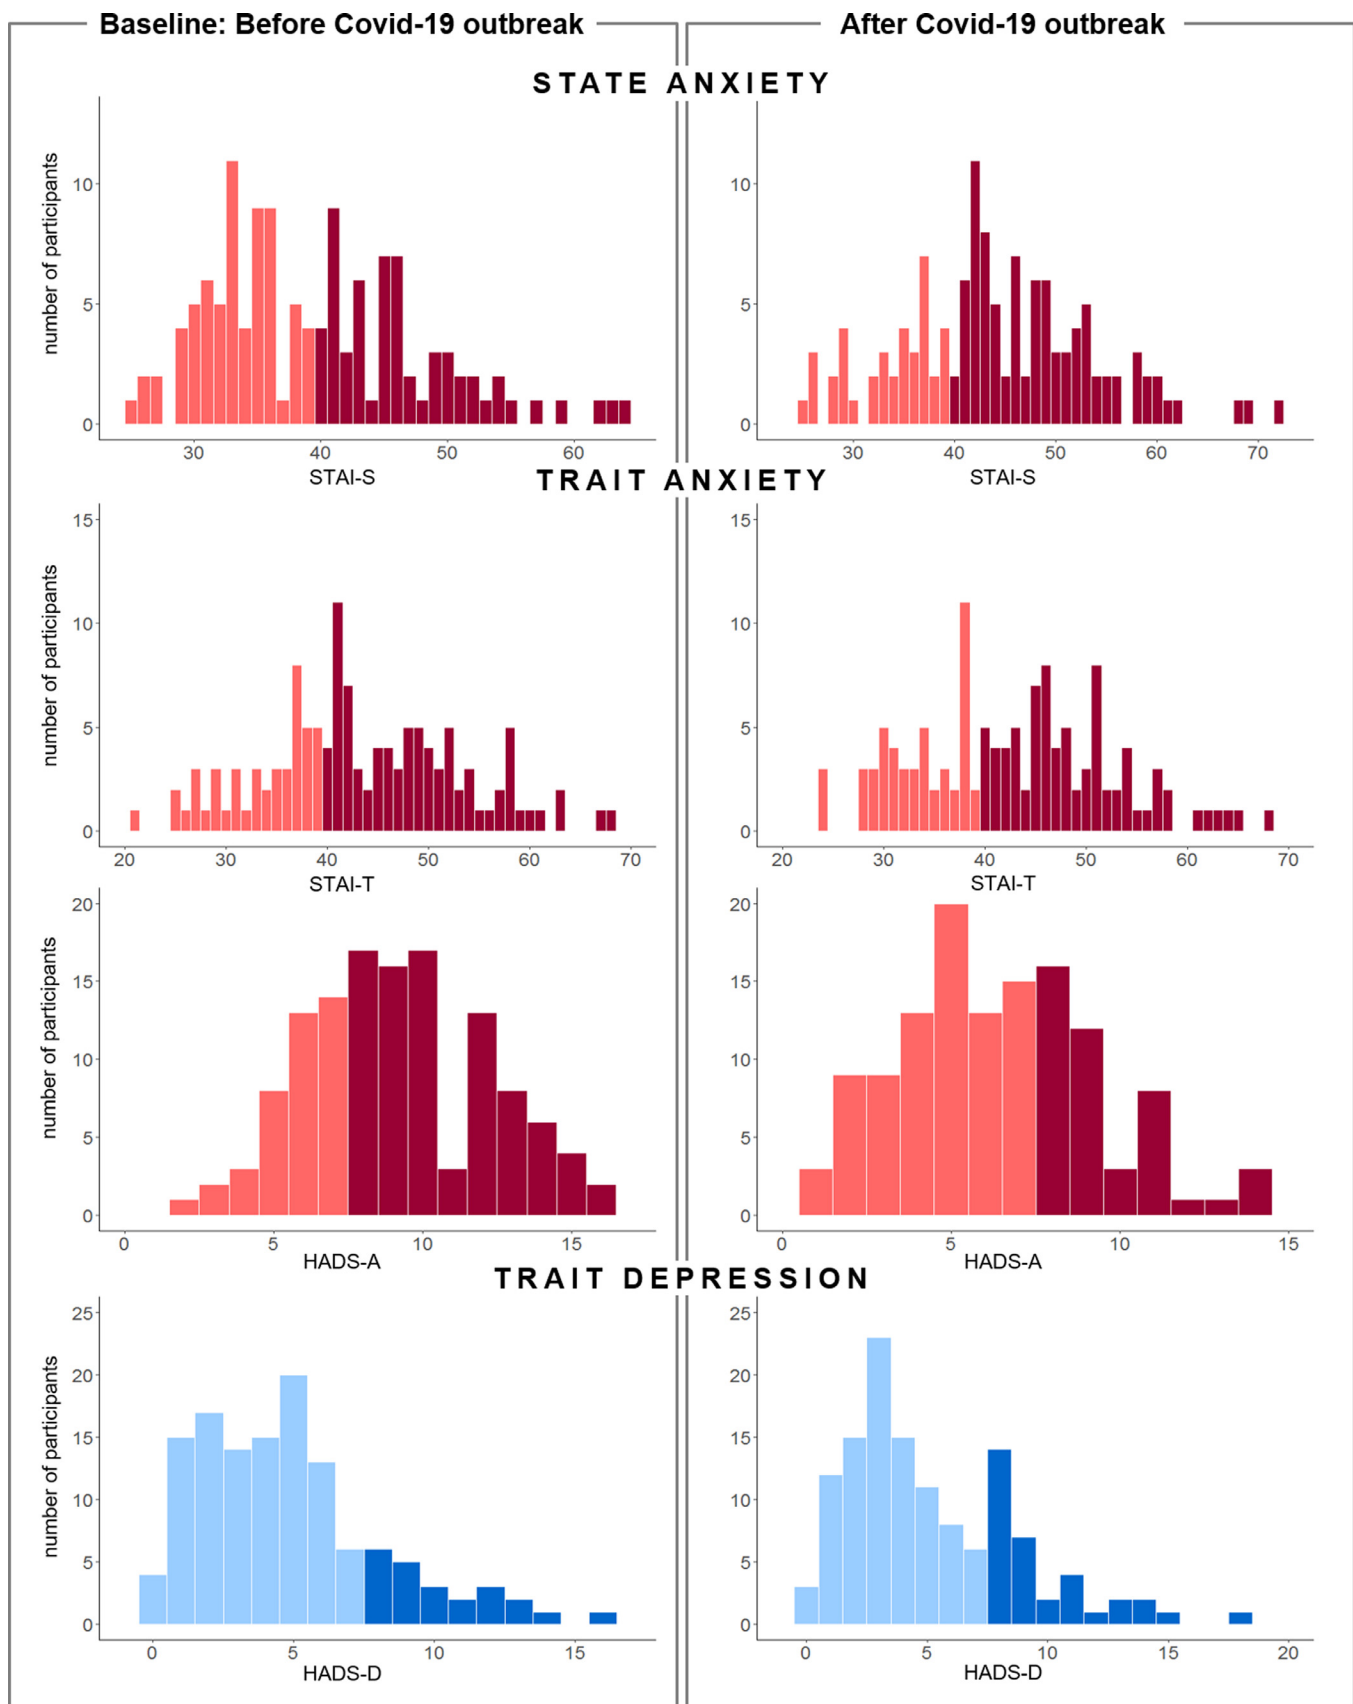 Baseline: Before Covid-19 outbreak
After Covid-19 outbreak
STATE ANXIETY
number of participants
10
5
0
30 40 50 60
STAI-S
10
5
0
30 40 50 60 70
STAI-S
TRAIT ANXIETY
number of participants
15
10
5
0
20 30 40 50 60 70
STAI-T
15
10
5
0
20 30 40 50 60 70
STAI-T
number of participants
20
15
10
5
0
0 5 10 15
HADS-A
20
15
10
5
0
0 5 10 15
HADS-A
TRAIT DEPRESSION
number of participants
25
20
15
10
5
0
0 5 10 15
HADS-D
25
20
15
10
5
0
0 5 10 15 20
HADS-D